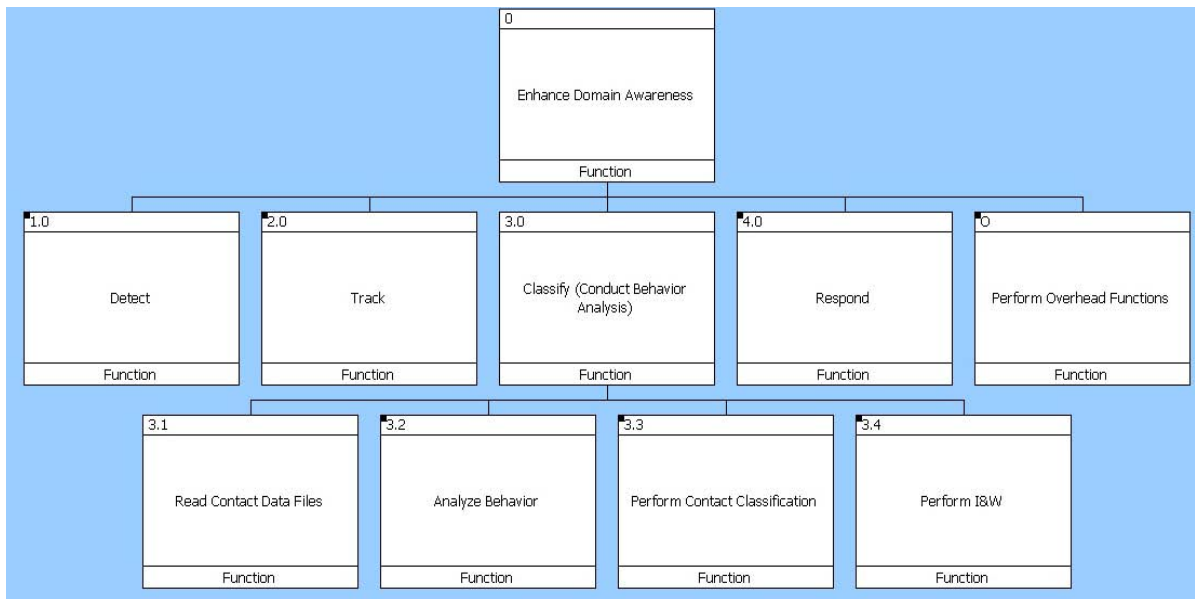 0
Enhance Domain Awareness
Function
1.0
2.0
3.0
4.0
O
Detect
Track
Classify (Conduct Behavior
Analysis)
Respond
Perform Overhead Functions
Function
Function
Function
Function
Function
3.1
3.2
3.3
3.4
Read Contact Data Files
Analyze Behavior
Perform Contact Classification
Perform I&W
Function
Function
Function
Function